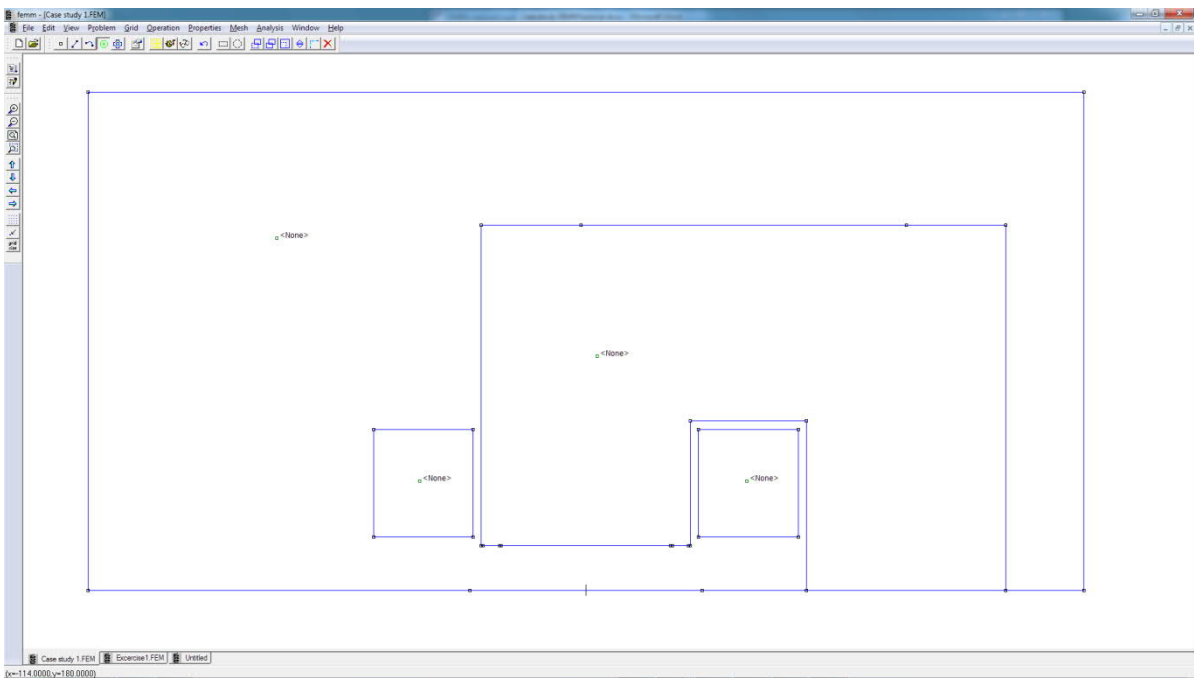 femm - [Case study 1.FEM]
File Edit View Problem Grid Operation Properties Mesh Analysis Window Help
<None>
<None>
<None>
<None>
Case study 1.FEM Excercise1.FEM Untitled
(x=-114.0000,y=180.0000)